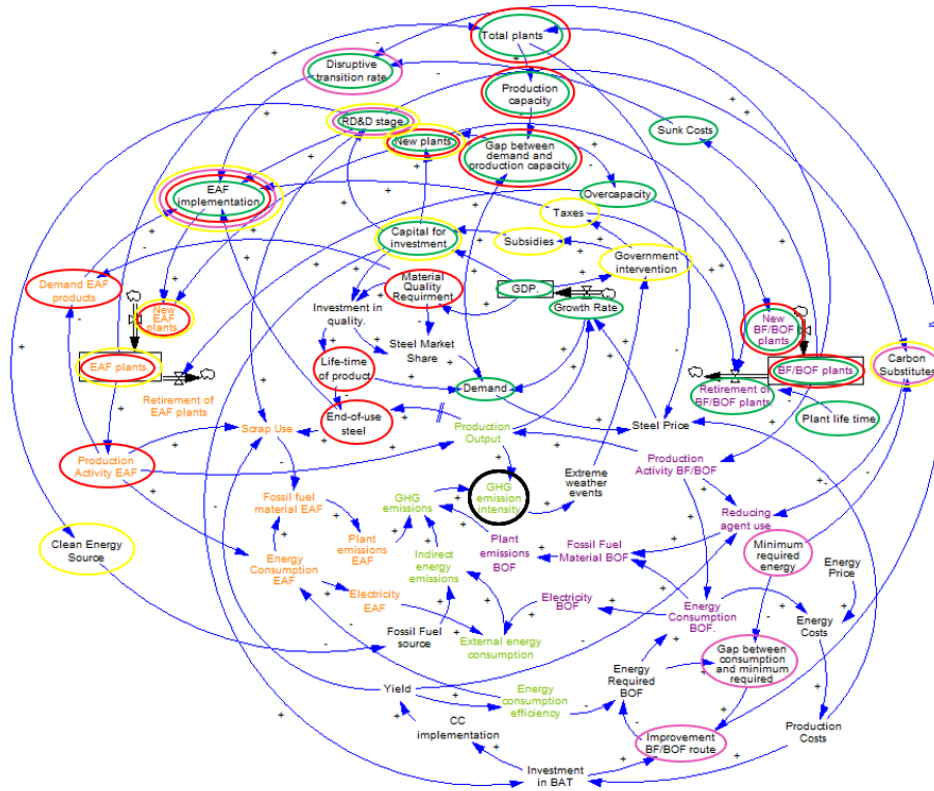 Total plants
Disruptive
transition rate
Production
capacity
RD&D stage
New plants
Sunk Costs
Gap between
demand and
production capacity
EAF
implementation
Overcapacity
Taxes
Capital for
investment
Subsidies
Government
intervention
Demand EAF
products
Material
Quality
Requirment
GDP.
Growth Rate
New
EAF
plants
Investment in
quality.
Steel Market
Share
New
BF/BOF
plants
EAF plants.
Life-time
of product
Demand
BF/BOF plants
Carbon
Substitutes
Retirement of
EAF plants
Retirement of
BF/BOF plants
End-of-use
steel
Scrap Use
Production
Output
Steel Price
Plant life time
Production
Activity EAF
Production
Activity BF/BOF
GHG
emission
intensity
Extreme
weather
events
Fossil fuel
material EAF
GHG
emissions
Reducing
agent use
Clean Energy
Source
Plant
emissions
EAF
Plant
emissions
BOF
Fossil Fuel
Material BOF
Minimum
required
energy
Energy
Consumption
EAF
Indirect
energy
emissions
Energy
Price
Electricity
EAF
Electricity
BOF
Energy
Consumption
BOF.
Energy
Costs
Fossil Fuel
source
External energy
consumption
Gap between
consumption
and minimum
required
Energy
Required
BOF
Yield
Energy
consumption
efficiency
CC
implementation
Improvement
BF/BOF route
Production
Costs
Investment
in BAT